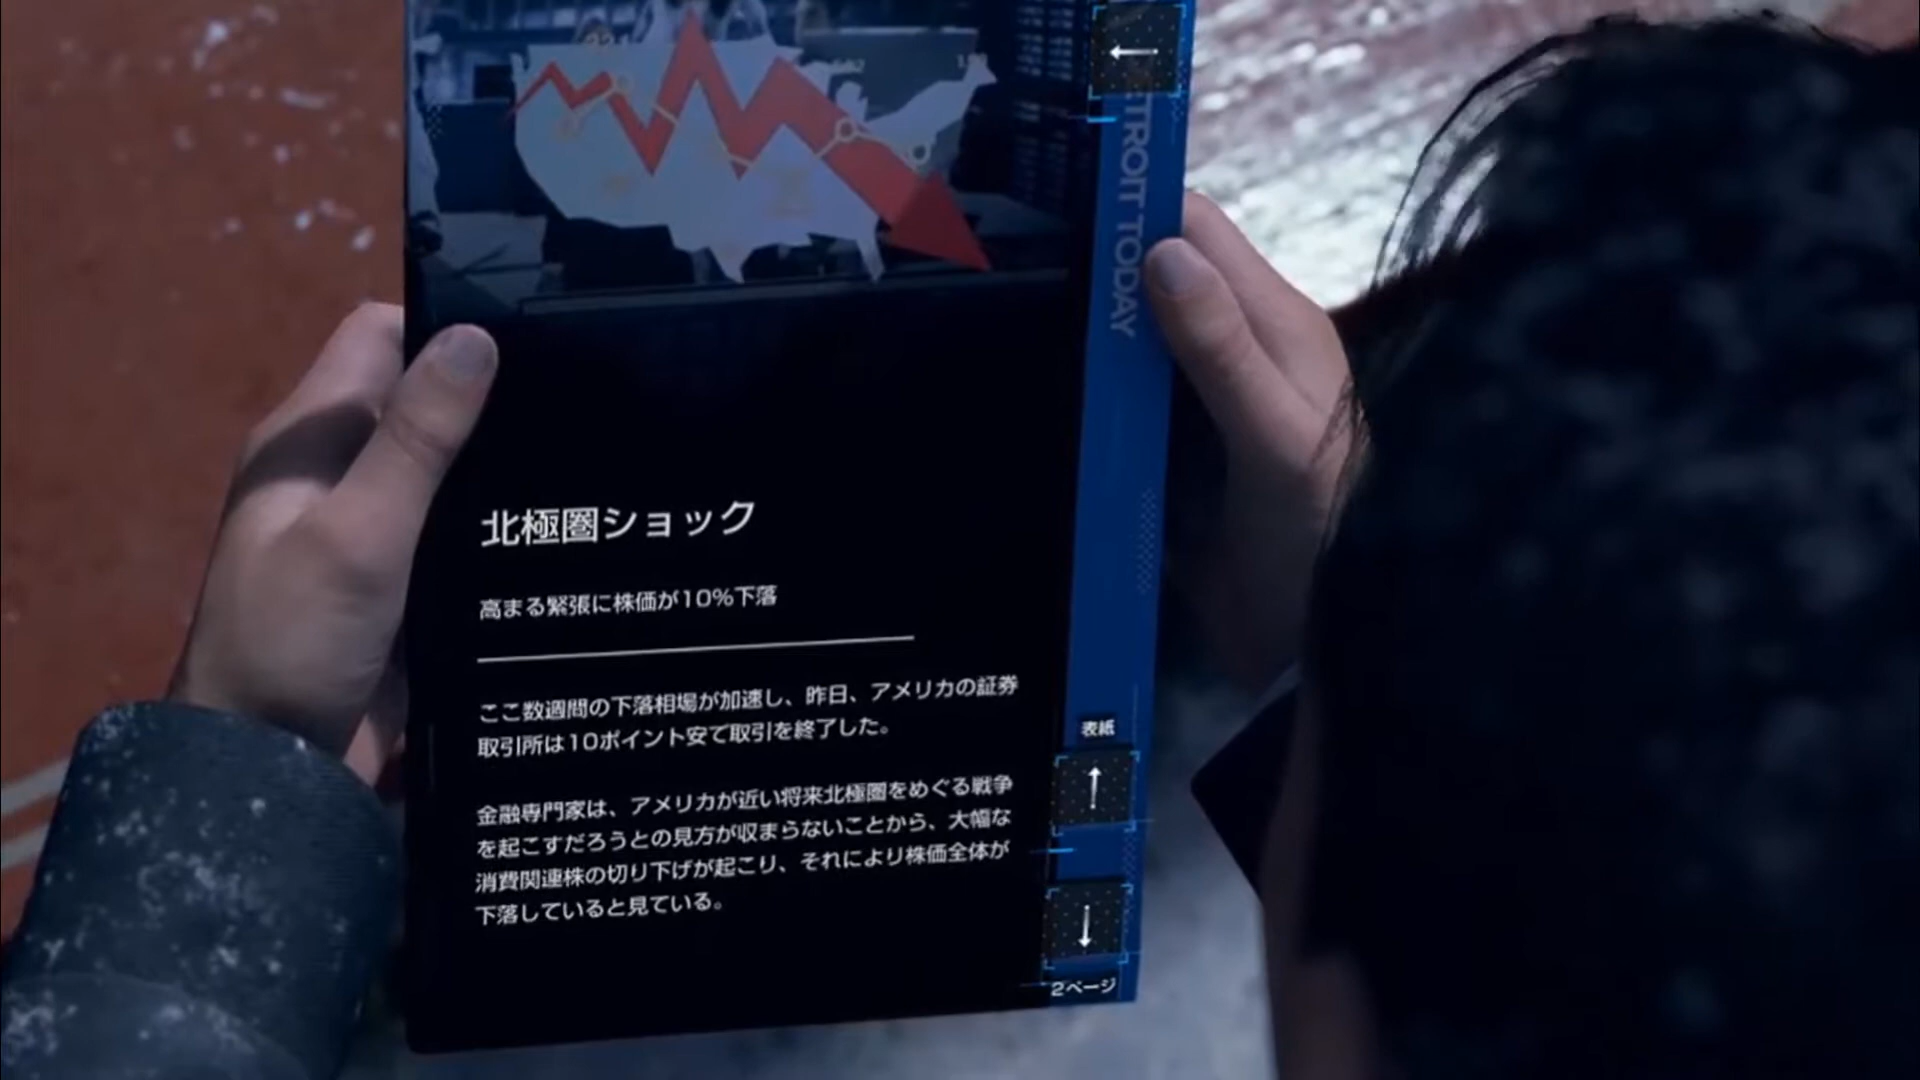 TROIT TODAY
北極圏ショック
高まる緊張に株価が10%下落
ここ数週間の下落相場が加速し、昨日、アメリカの証券
取引所は10ポイント安で取引を終了した。
金融専門家は、アメリカが近い将来北極圏をめぐる戦争
を起こすだろうとの見方が収まらないことから、大幅な
消費関連株の切り下げが起こり、それにより株価全体が
下落していると見ている。
表紙
2ページ